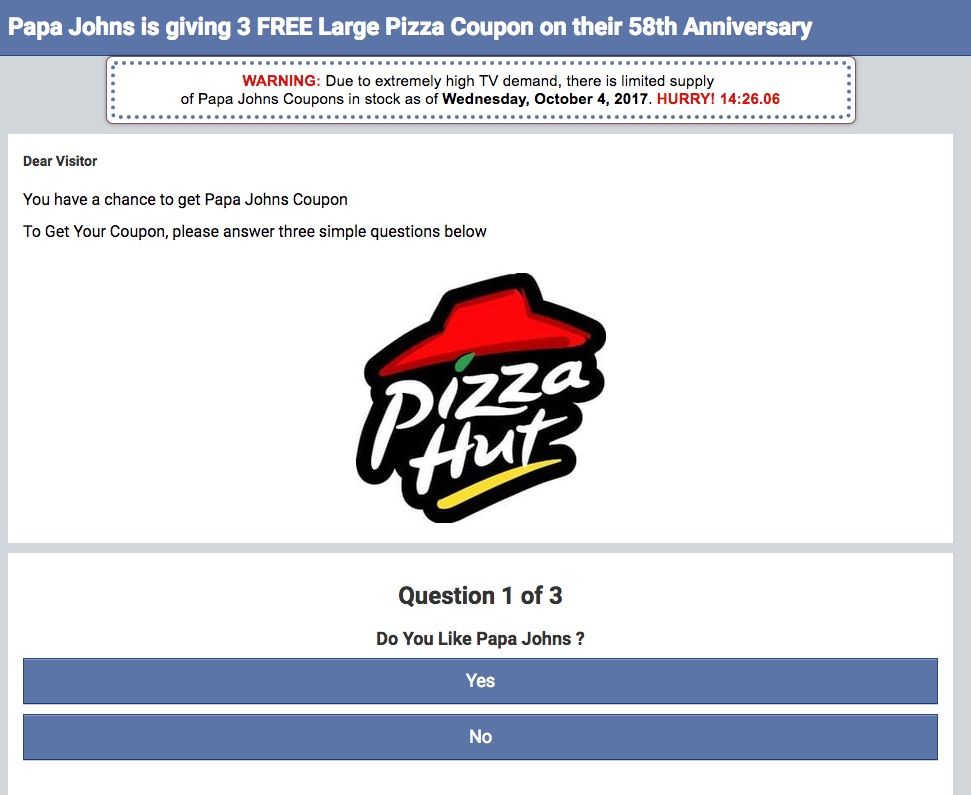 Papa Johns is giving 3 FREE Large Pizza Coupon on their 58th Anniversary
WARNING: Due to extremely high TV demand, there is limited supply
of Papa Johns Coupons in stock as of Wednesday, October 4, 2017. HURRY! 14:26.06
Dear Visitor
You have a chance to get Papa Johns Coupon
To Get Your Coupon, please answer three simple questions below
Pizza
Hut
Question 1 of 3
Do You Like Papa Johns ?
Yes
No